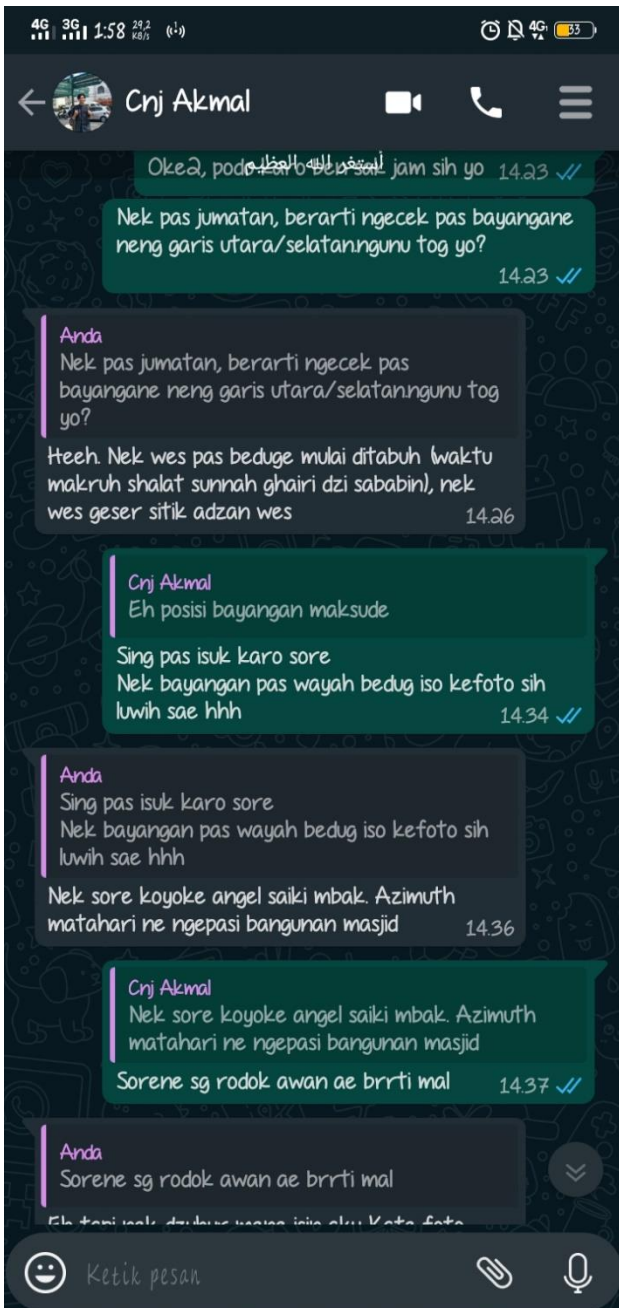 4G 3G 1:58 29,2 KB/s 4G 33
Cnj Akmal
أستغفر الله العظيم
Oke2, jam sih yo 14.23
Nek pas jumatan, berarti ngecek pas bayangane
neng garis utara/selatan.ngunu tog yo?
14.23
Anda
Nek pas jumatan, berarti ngecek pas
bayangane neng garis utara/selatan.ngunu tog
yo?
Heeh. Nek wes pas beduge mulai ditabuh (waktu
makruh shalat sunnah ghairi dzi sababin), nek
wes geser sitik adzan wes 14.26
Cnj Akmal
Eh posisi bayangan maksude
Sing pas isuk karo sore
Nek bayangan pas wayah bedug iso kefoto sih
luwih sae hhh 14.34
Anda
Sing pas isuk karo sore
Nek bayangan pas wayah bedug iso kefoto sih
luwih sae hhh
Nek sore koyoke angel saiki mbak. Azimuth
matahari ne ngepasi bangunan masjid 14.36
Cnj Akmal
Nek sore koyoke angel saiki mbak. Azimuth
matahari ne ngepasi bangunan masjid
Sorene sg rodok awan ae brrti mal 14.37
Anda
Sorene sg rodok awan ae brrti mal
Ketik pesan